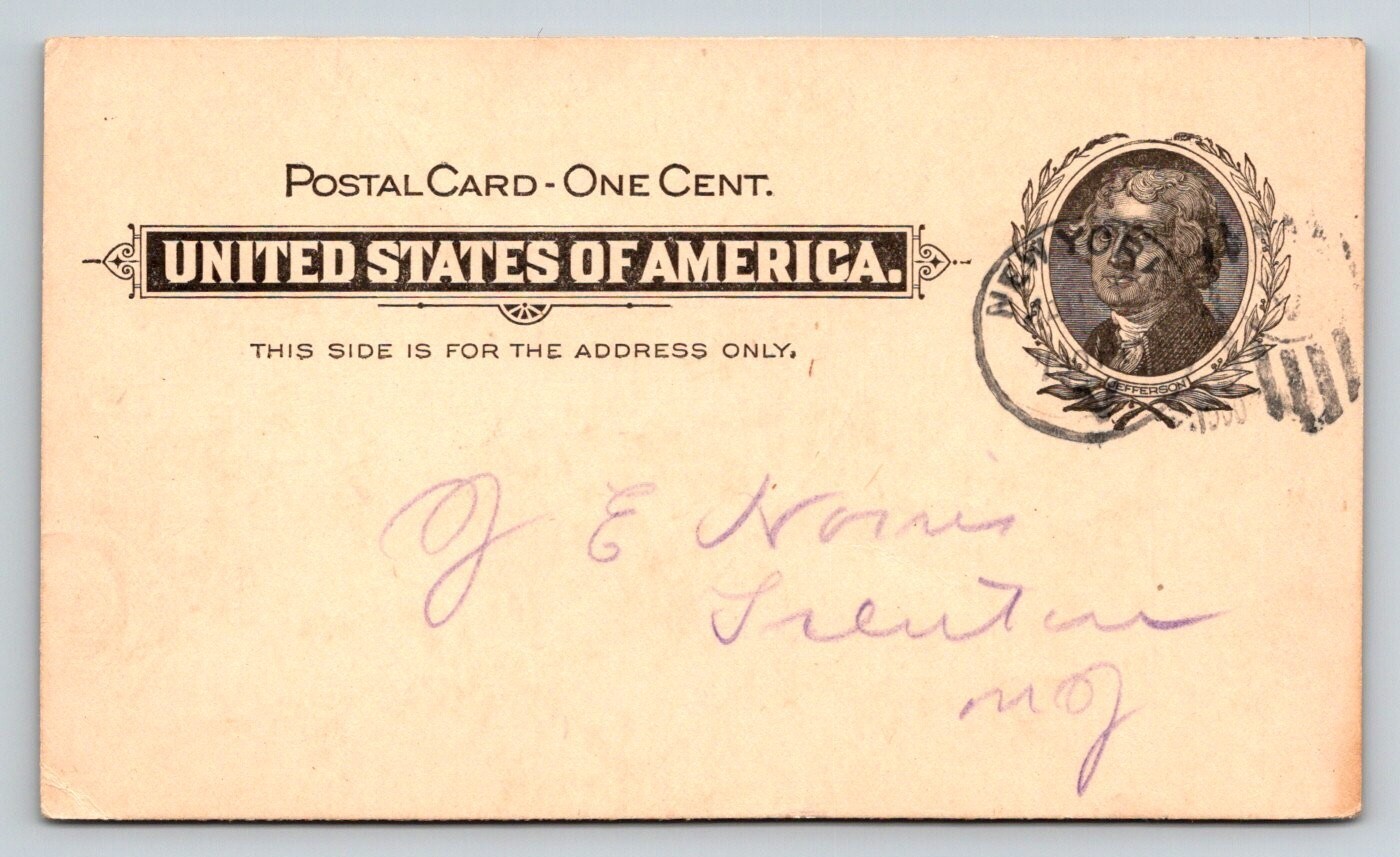 POSTAL CARD - ONE CENT.
UNITED STATES OF AMERICA.
THIS SIDE IS FOR THE ADDRESS ONLY.
NEW YORK, N
JEFFERSON
J E Norris
Trenton
N J